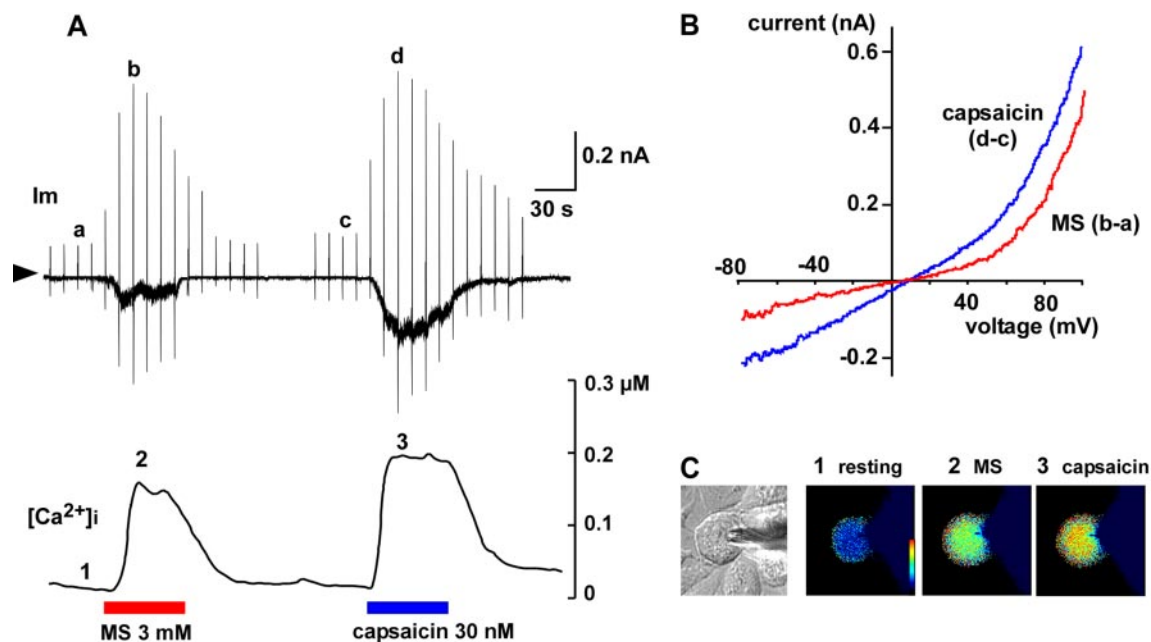 A
b
d
a
c
Im
0.2 nA
30 s
0.3 µM
0.2
0.1
0
1
2
3
[Ca²⁺]i
MS 3 mM
capsaicin 30 nM
B
current (nA)
0.6
0.4
0.2
-0.2
-80
-40
40
80
voltage (mV)
capsaicin
(d-c)
MS (b-a)
C
1 resting
2 MS
3 capsaicin